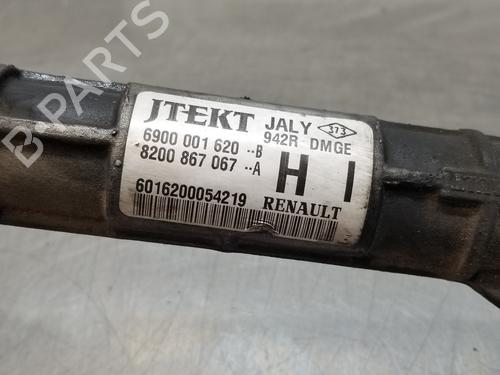 B PARTS
JTEKT JALY 373
942R DMGE
6900 001 620 --B
8200 867 067 --A
H I
6016200054219
RENAULT